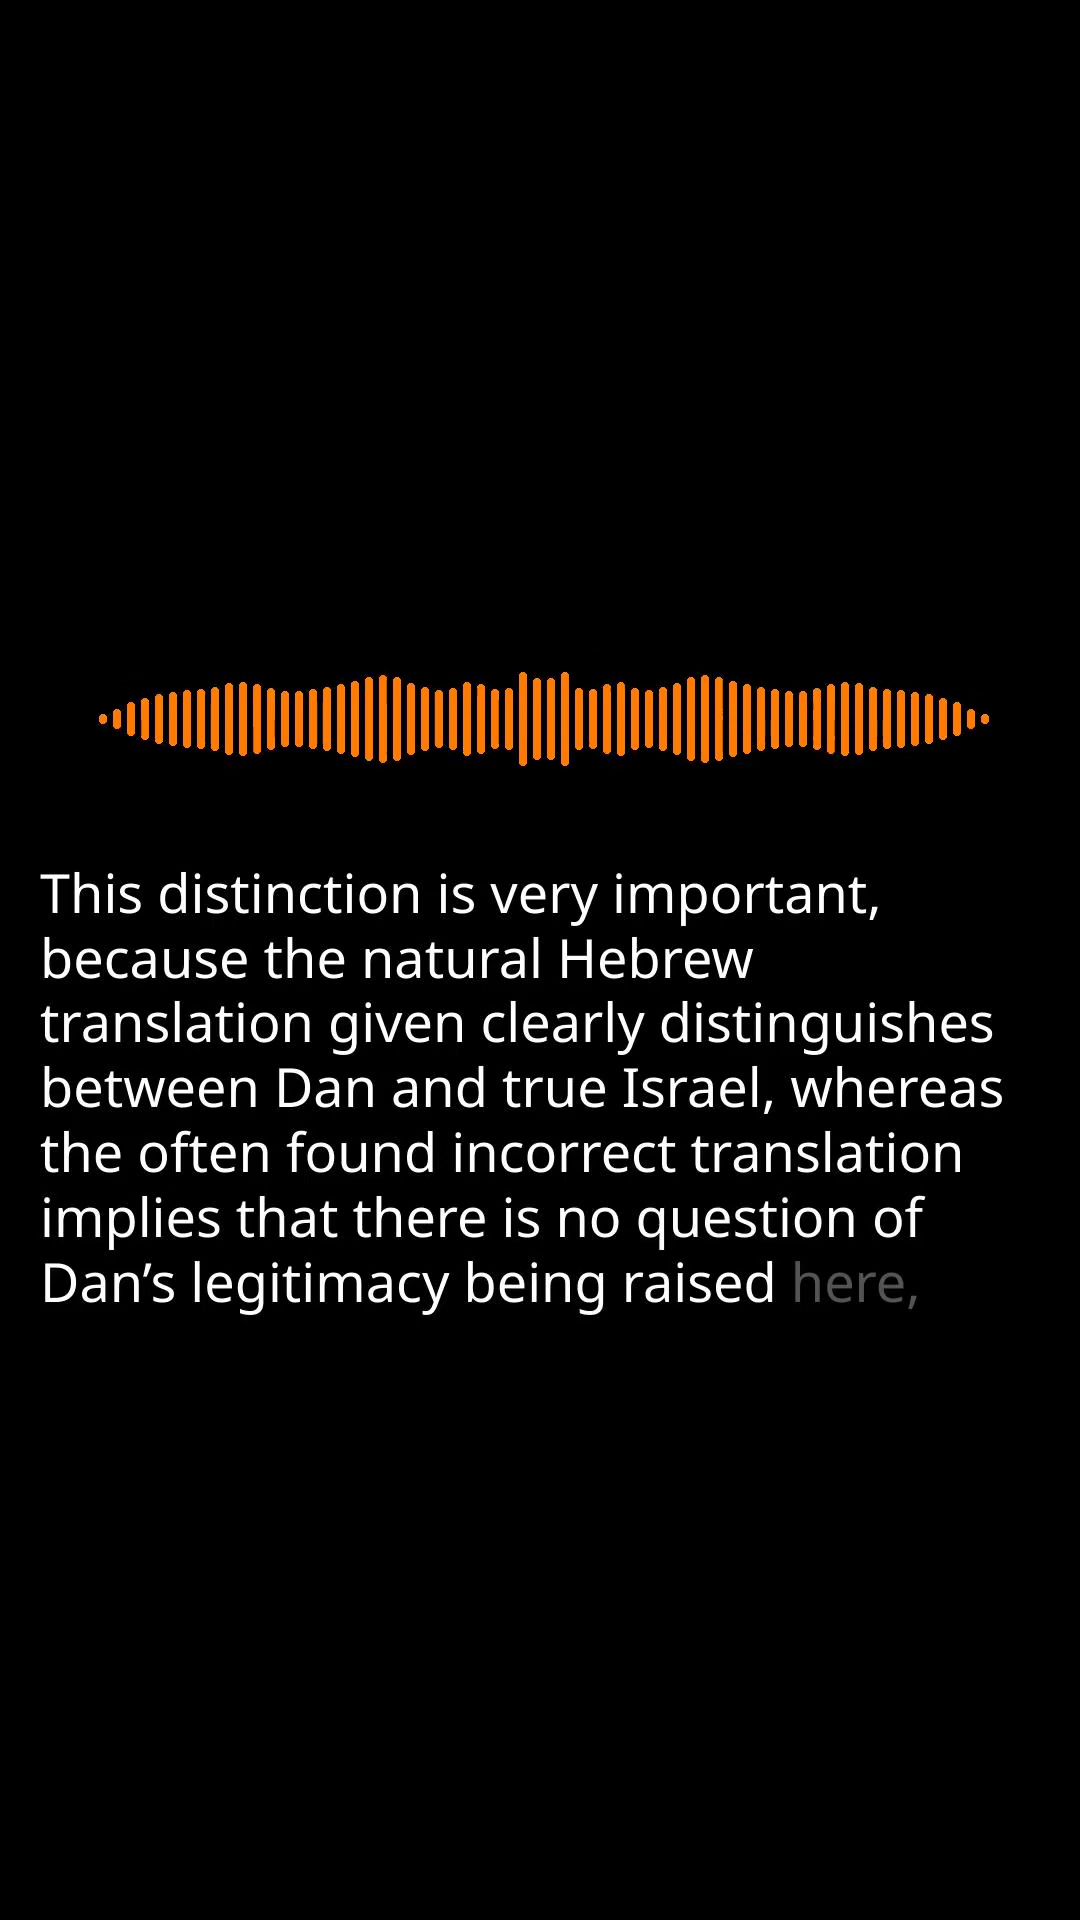 This distinction is very important,
because the natural Hebrew
translation given clearly distinguishes
between Dan and true Israel, whereas
the often found incorrect translation
implies that there is no question of
Dan’s legitimacy being raised here,